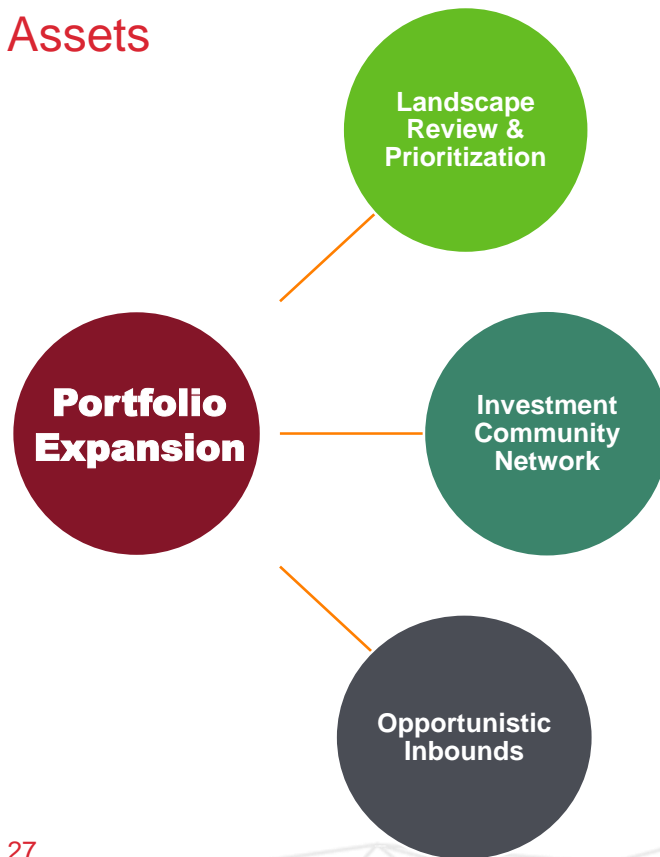 Assets
Landscape
Review &
Prioritization
Portfolio
Expansion
Investment
Community
Network
Opportunistic
Inbounds
27